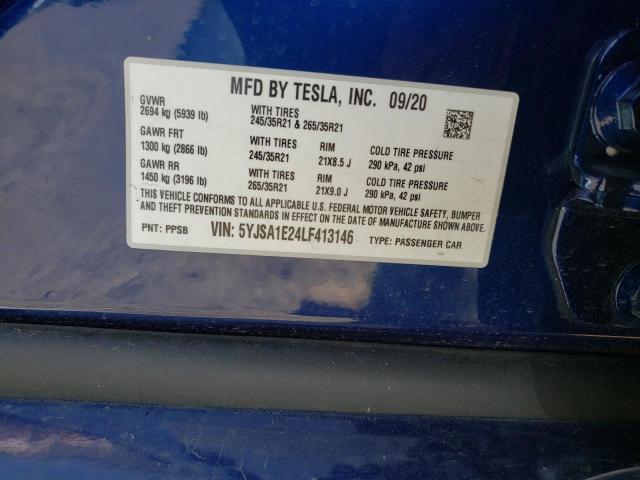 MFD BY TESLA, INC. 09/20
GVWR
2694 kg (5939 lb) WITH TIRES
245/35R21 & 265/35R21
GAWR FRT WITH TIRES RIM COLD TIRE PRESSURE
1300 kg (2866 lb) 245/35R21 21X8.5 J 290 kPa, 42 psi
GAWR RR WITH TIRES RIM COLD TIRE PRESSURE
1450 kg (3196 lb) 265/35R21 21X9.0 J 290 kPa, 42 psi
THIS VEHICLE CONFORMS TO ALL APPLICABLE U.S. FEDERAL MOTOR VEHICLE SAFETY, BUMPER
AND THEFT PREVENTION STANDARDS IN EFFECT ON THE DATE OF MANUFACTURE SHOWN ABOVE.
PNT: PPSB VIN: 5YJSA1E24LF413146 TYPE: PASSENGER CAR